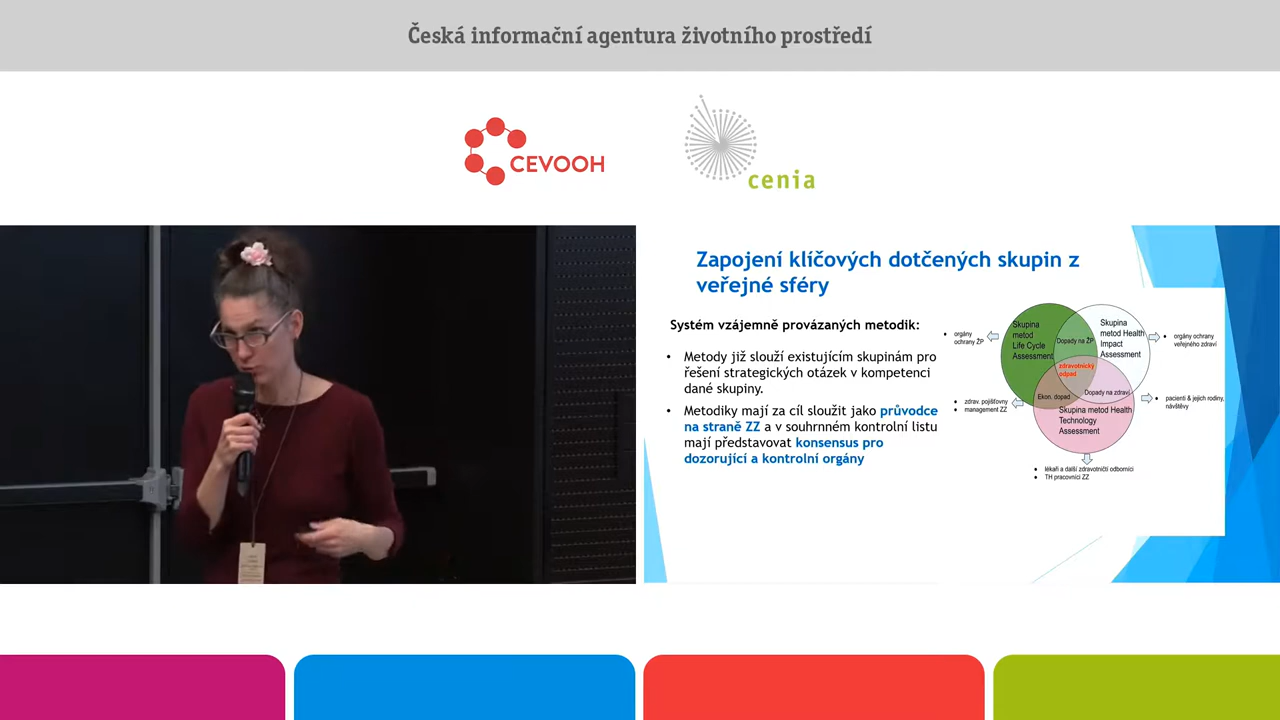 Česká informační agentura životního prostředí
CEVOOH
cenia
Zapojení klíčových dotčených skupin z
veřejné sféry
Systém vzájemně provázaných metodik:
• Metody již slouží existujícím skupinám pro
řešení strategických otázek v kompetenci
dané skupiny.
• Metodiky mají za cíl sloužit jako průvodce
na straně ZZ a v souhrnném kontrolní listu
mají představovat konsensus pro
dozorující a kontrolní orgány
• orgány
ochrany ŽP
Skupina
metod
Life Cycle
Assessment
Dopady na ŽP
Skupina
metod Health
Impact
Assessment
• orgány ochrany
veřejného zdraví
zdravotnický
odpad
• zdrav. pojišťovny
• management ZZ
Ekon. dopad
Dopady na zdraví
• pacienti & jejich rodiny,
návštěvy
Skupina metod Health
Technology
Assessment
• lékaři a další zdravotničtí odborníci
• TH pracovníci ZZ